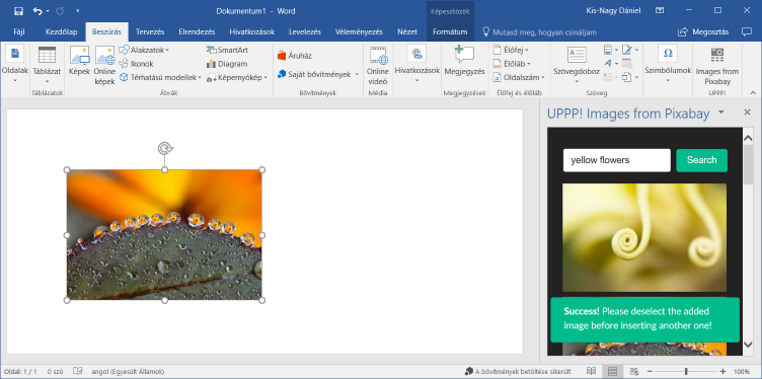 Dokumentum1 - Word
Képeszközök
Kis-Nagy Dániel
Fájl Kezdőlap Beszúrás Tervezés Elrendezés Hivatkozások Levelezés Véleményezés Nézet Formátum Mutasd meg, hogyan csináljam Megosztás
Oldalak
Táblázat
Táblázatok
Képek
Online képek
Alakzatok
Ikonok
Térhatású modellek
SmartArt
Diagram
Képernyőkép
Ábrák
Áruház
Saját bővítmények
Bővítmények
Online videó
Média
Hivatkozások
Megjegyzés
Megjegyzések
Élőfej
Élőláb
Oldalszám
Élőfej és élőláb
Szövegdoboz
Szöveg
Ω
Szimbólumok
Images from Pixabay
UPPP!
UPPP! Images from Pixabay
yellow flowers
Search
Success! Please deselect the added
image before inserting another one!
Oldal: 1 / 1 0 szó angol (Egyesült Államok) A bővítmények betöltése sikerült 100%